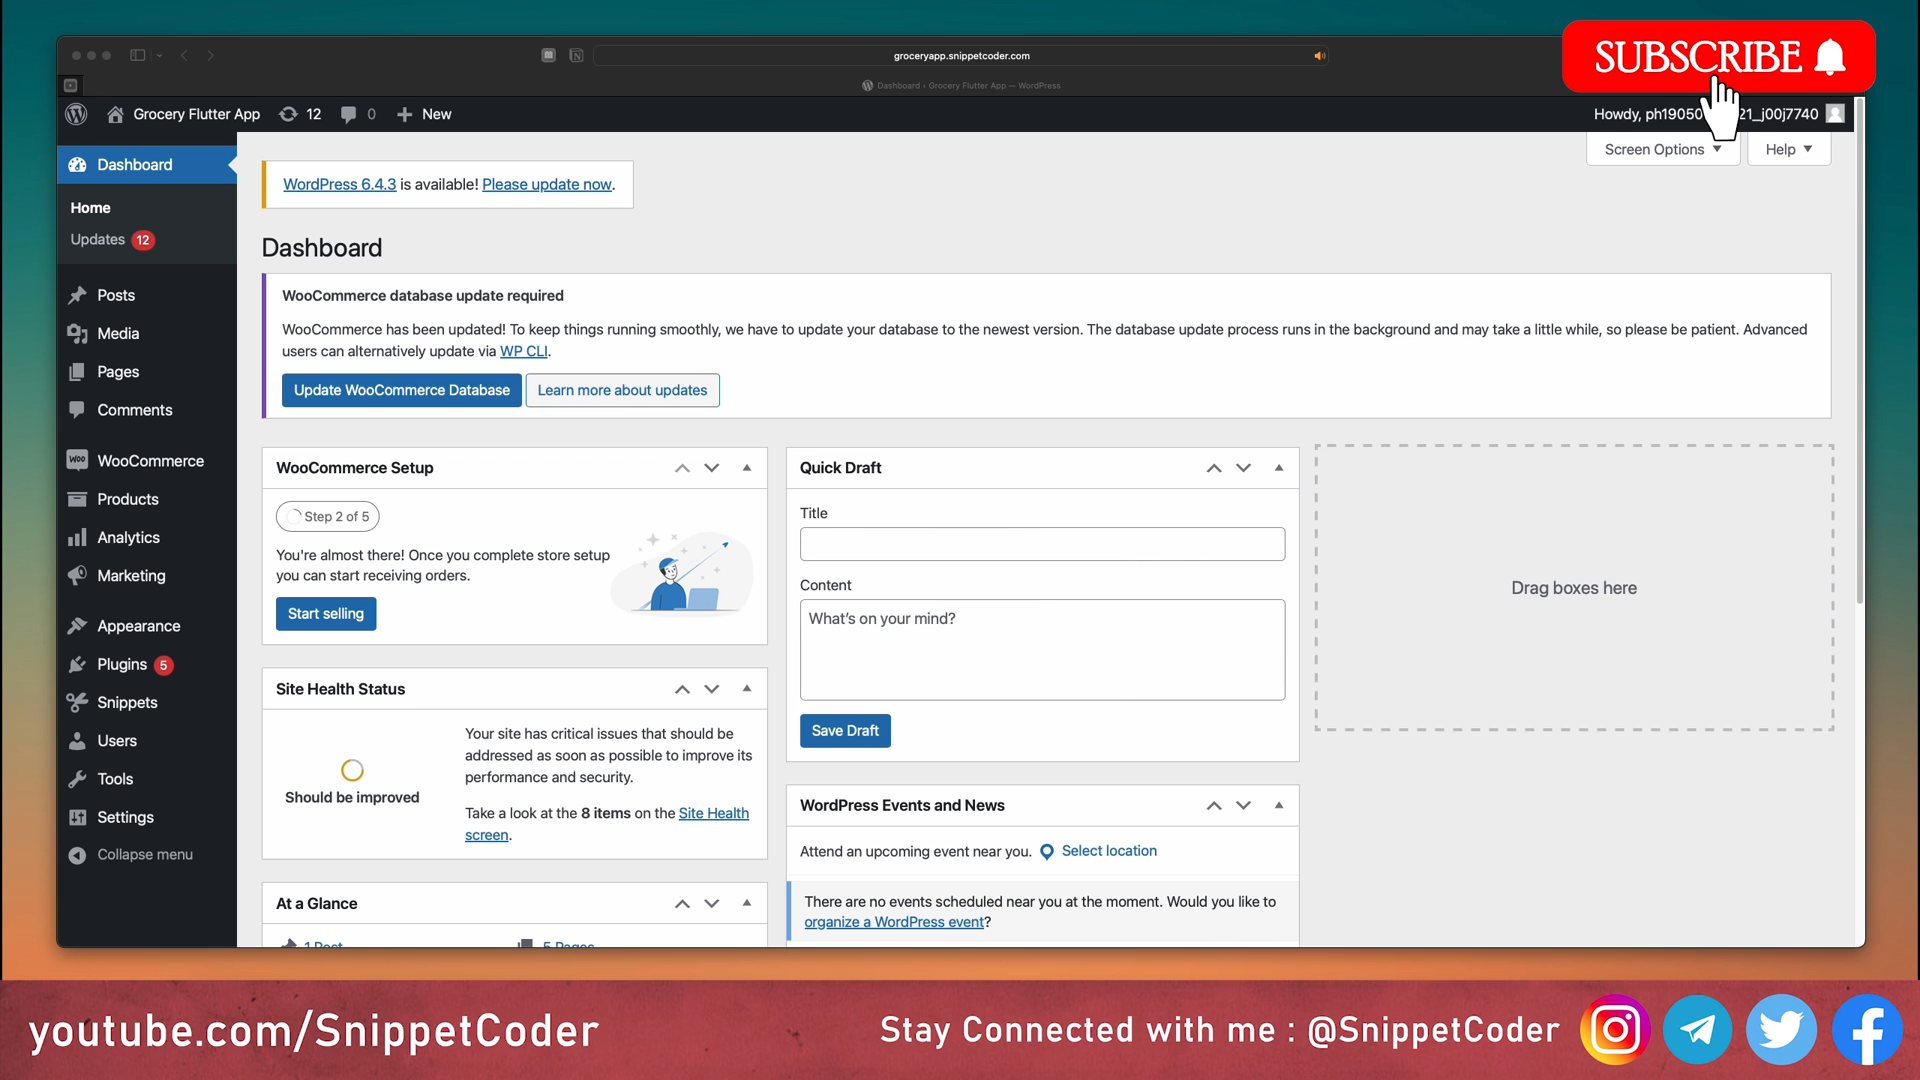 SUBSCRIBE
groceryapp.snippetcoder.com
Dashboard ‹ Grocery Flutter App — WordPress
Grocery Flutter App 12 0 New
Howdy, ph19050 21_j00j7740
Screen Options Help
Dashboard
Home
Updates 12
Posts
Media
Pages
Comments
Woo WooCommerce
Products
Analytics
Marketing
Appearance
Plugins 5
Snippets
Users
Tools
Settings
Collapse menu
WordPress 6.4.3 is available! Please update now.
Dashboard
WooCommerce database update required
WooCommerce has been updated! To keep things running smoothly, we have to update your database to the newest version. The database update process runs in the background and may take a little while, so please be patient. Advanced
users can alternatively update via WP CLI.
Update WooCommerce Database Learn more about updates
WooCommerce Setup
Step 2 of 5
You're almost there! Once you complete store setup
you can start receiving orders.
Start selling
Site Health Status
Should be improved
Your site has critical issues that should be
addressed as soon as possible to improve its
performance and security.
Take a look at the 8 items on the Site Health
screen.
At a Glance
1 Post 5 Pages
Quick Draft
Title
Content
What's on your mind?
Save Draft
WordPress Events and News
Attend an upcoming event near you. Select location
There are no events scheduled near you at the moment. Would you like to
organize a WordPress event?
Drag boxes here
youtube.com/SnippetCoder
Stay Connected with me : @SnippetCoder